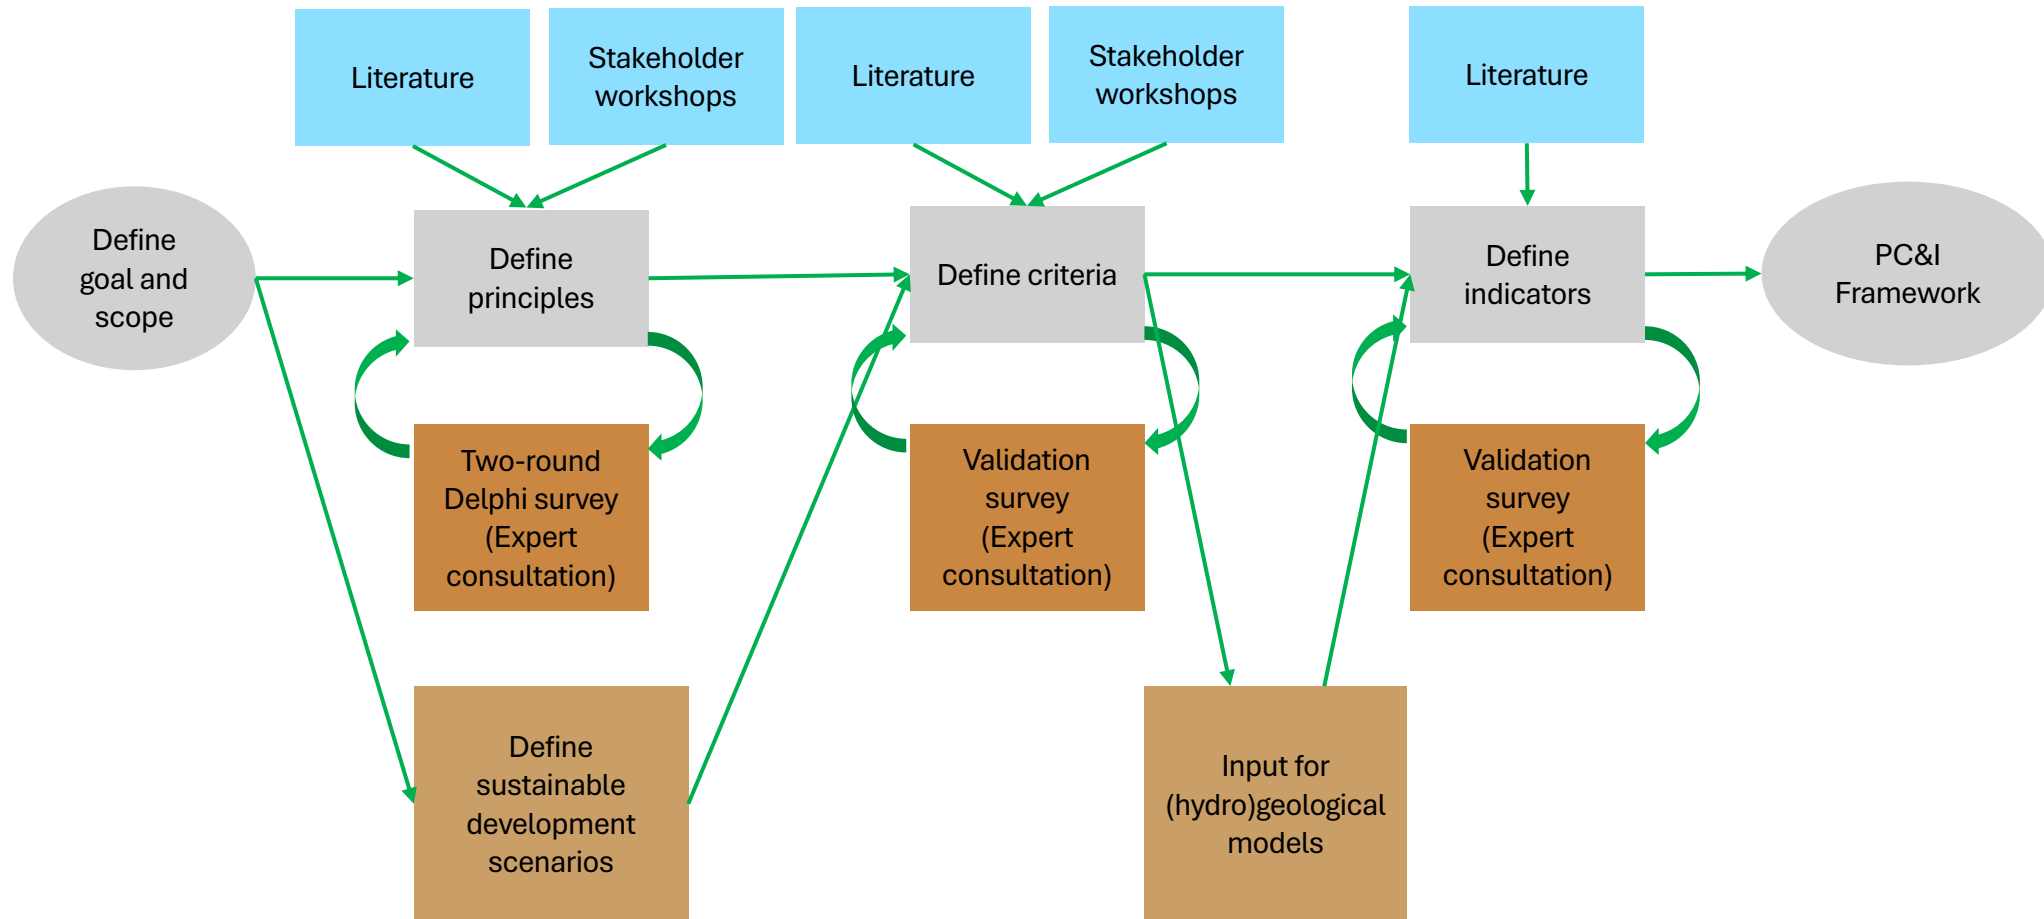 Literature
Stakeholder
workshops
Literature
Stakeholder
workshops
Literature
Define
goal and
scope
Define
principles
Define criteria
Define
indicators
PC&I
Framework
Two-round
Delphi survey
(Expert
consultation)
Validation
survey
(Expert
consultation)
Validation
survey
(Expert
consultation)
Define
sustainable
development
scenarios
Input for
(hydro)geological
models